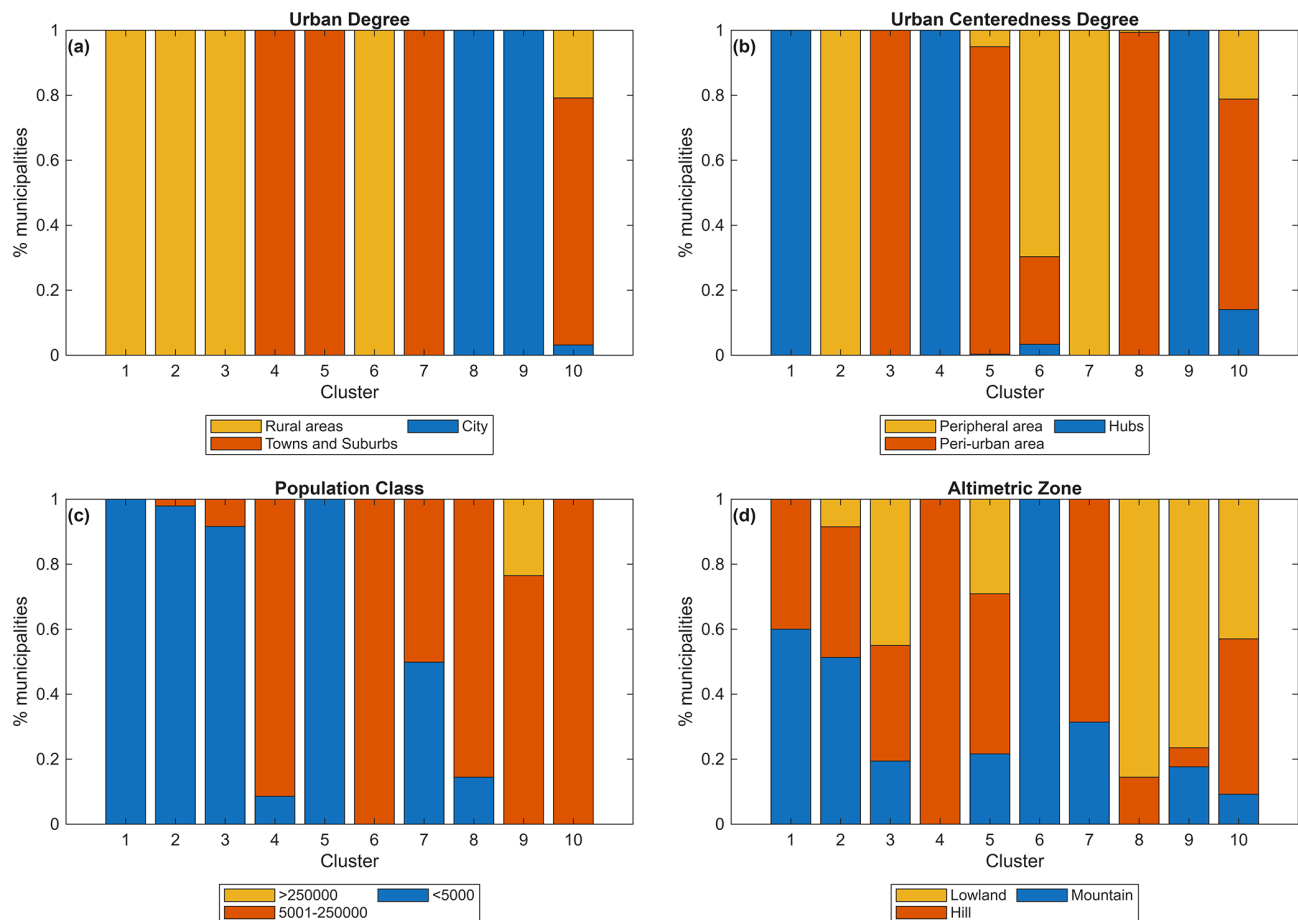 Urban Degree
(a)
1
0.8
0.6
0.4
0.2
0
% municipalities
1 2 3 4 5 6 7 8 9 10
Cluster
Rural areas City
Towns and Suburbs
Urban Centeredness Degree
(b)
1
0.8
0.6
0.4
0.2
0
% municipalities
1 2 3 4 5 6 7 8 9 10
Cluster
Peripheral area Hubs
Peri-urban area
Population Class
(c)
1
0.8
0.6
0.4
0.2
0
% municipalities
1 2 3 4 5 6 7 8 9 10
Cluster
>250000 <5000
5001-250000
Altimetric Zone
(d)
1
0.8
0.6
0.4
0.2
0
% municipalities
1 2 3 4 5 6 7 8 9 10
Cluster
Lowland Mountain
Hill